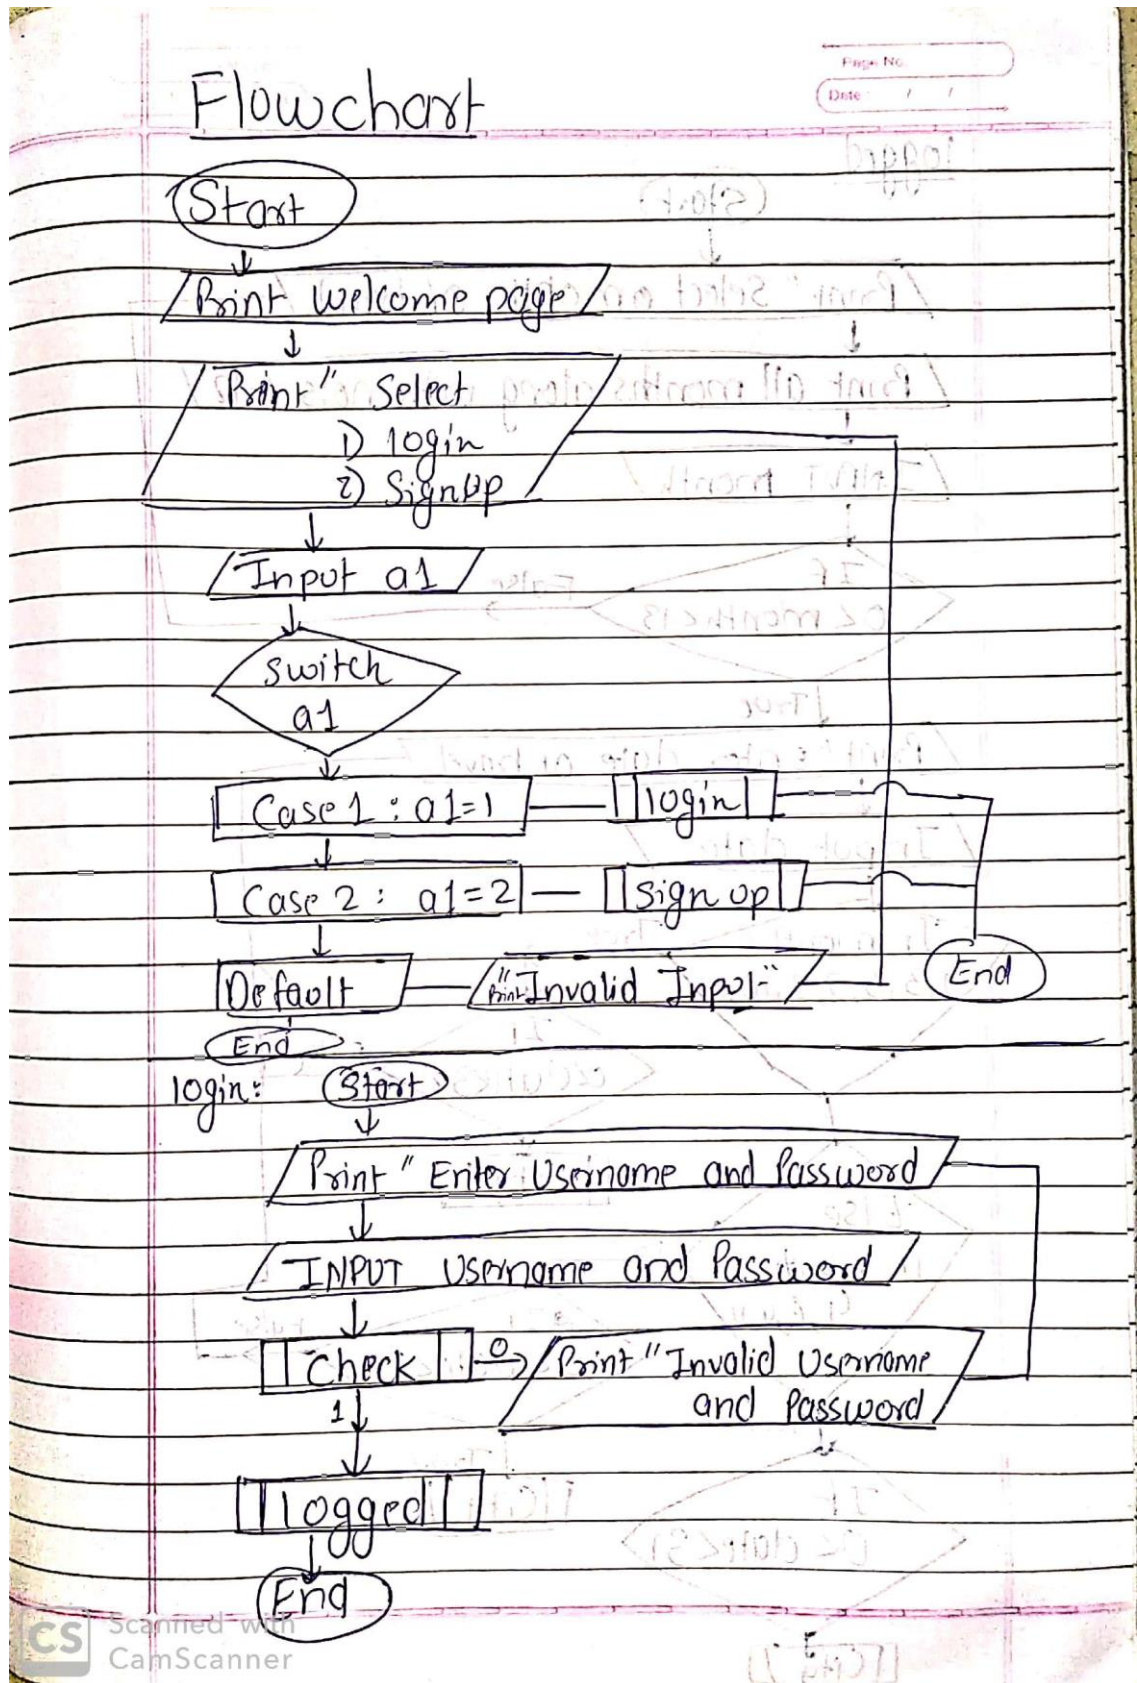 Page No.
Date / /
Flowchart
Start
Print welcome page
Print" Select
1) login
2) SignUp
Input a1
switch
a1
Case 1 : a1=1
login
Case 2 : a1=2
sign up
Default
Print "Invalid Input"
End
End
login:
Start
Print "Enter Username and Password
INPUT Username and Password
check
0
Print "Invalid Username
and Password
1
logged
End
CS Scanned with
CamScanner